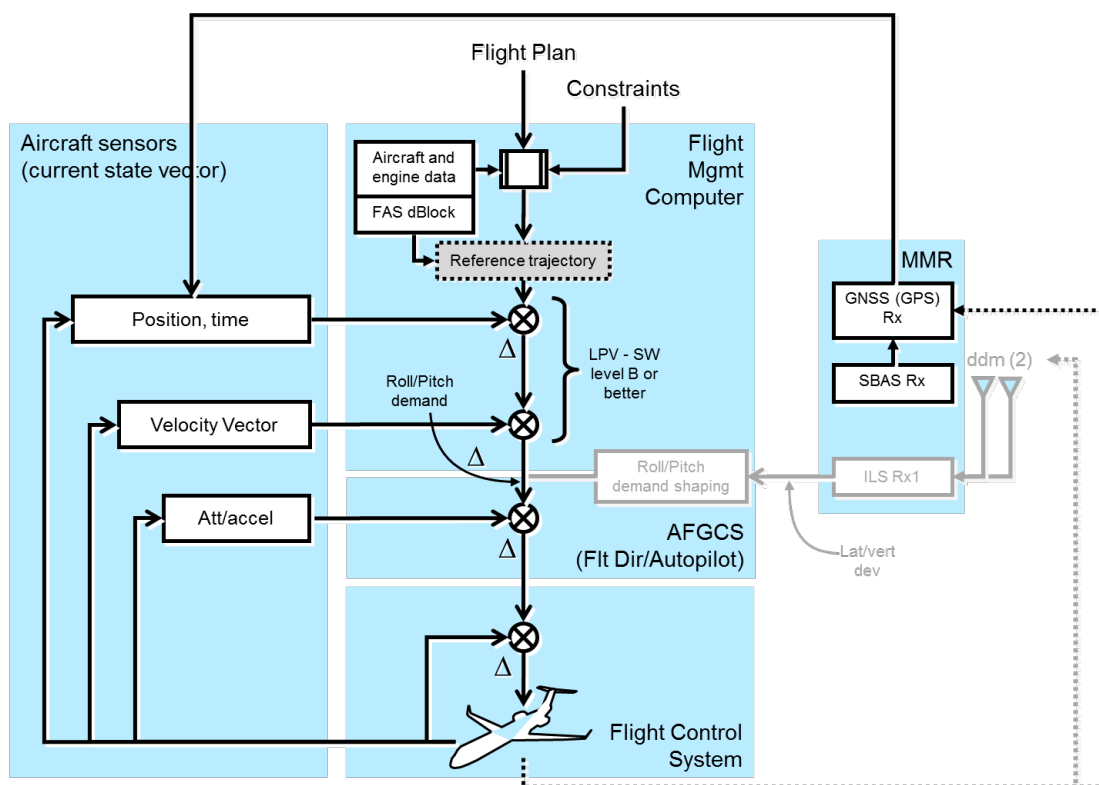 Flight Plan
Constraints
Aircraft sensors
(current state vector)
Aircraft and
engine data
FAS dBlock
Flight
Mgmt
Computer
Reference trajectory
MMR
GNSS (GPS)
Rx
SBAS Rx
ddm (2)
Position, time
Δ
LPV - SW
level B or
better
Roll/Pitch
demand
Velocity Vector
Δ
Roll/Pitch
demand shaping
ILS Rx1
Att/accel
Δ
AFGCS
(Flt Dir/Autopilot)
Lat/vert
dev
Δ
Flight Control
System